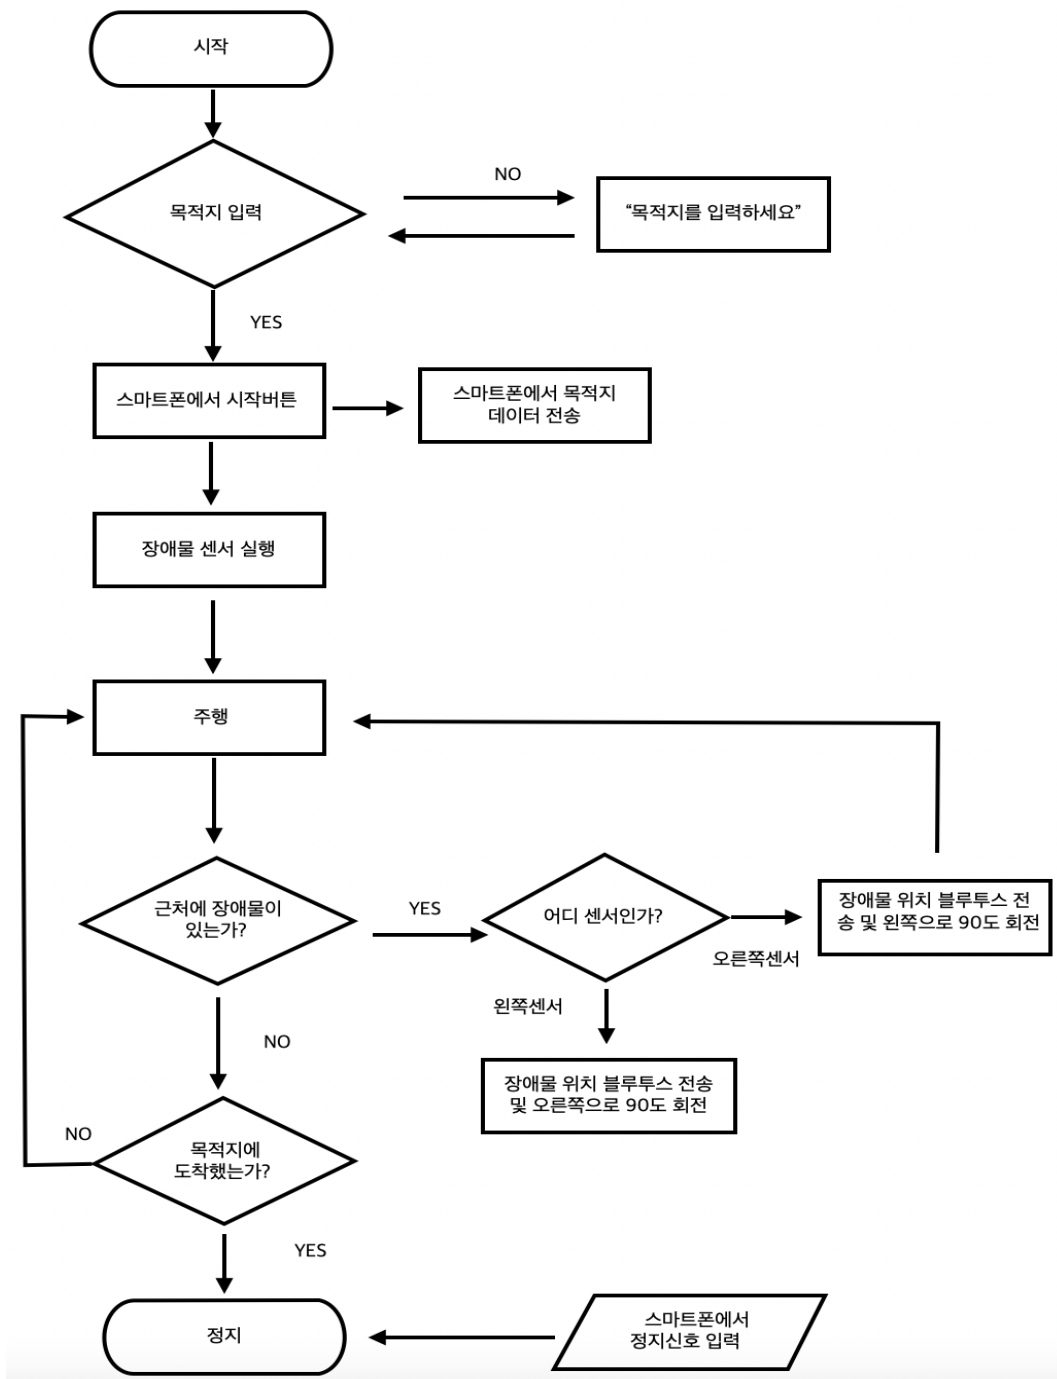 시작
목적지 입력
NO
“목적지를 입력하세요”
YES
스마트폰에서 시작버튼
스마트폰에서 목적지
데이터 전송
장애물 센서 실행
주행
근처에 장애물이
있는가?
YES
어디 센서인가?
오른쪽센서
장애물 위치 블루투스 전
송 및 왼쪽으로 90도 회전
왼쪽센서
장애물 위치 블루투스 전송
및 오른쪽으로 90도 회전
NO
NO
목적지에
도착했는가?
YES
정지
스마트폰에서
정지신호 입력